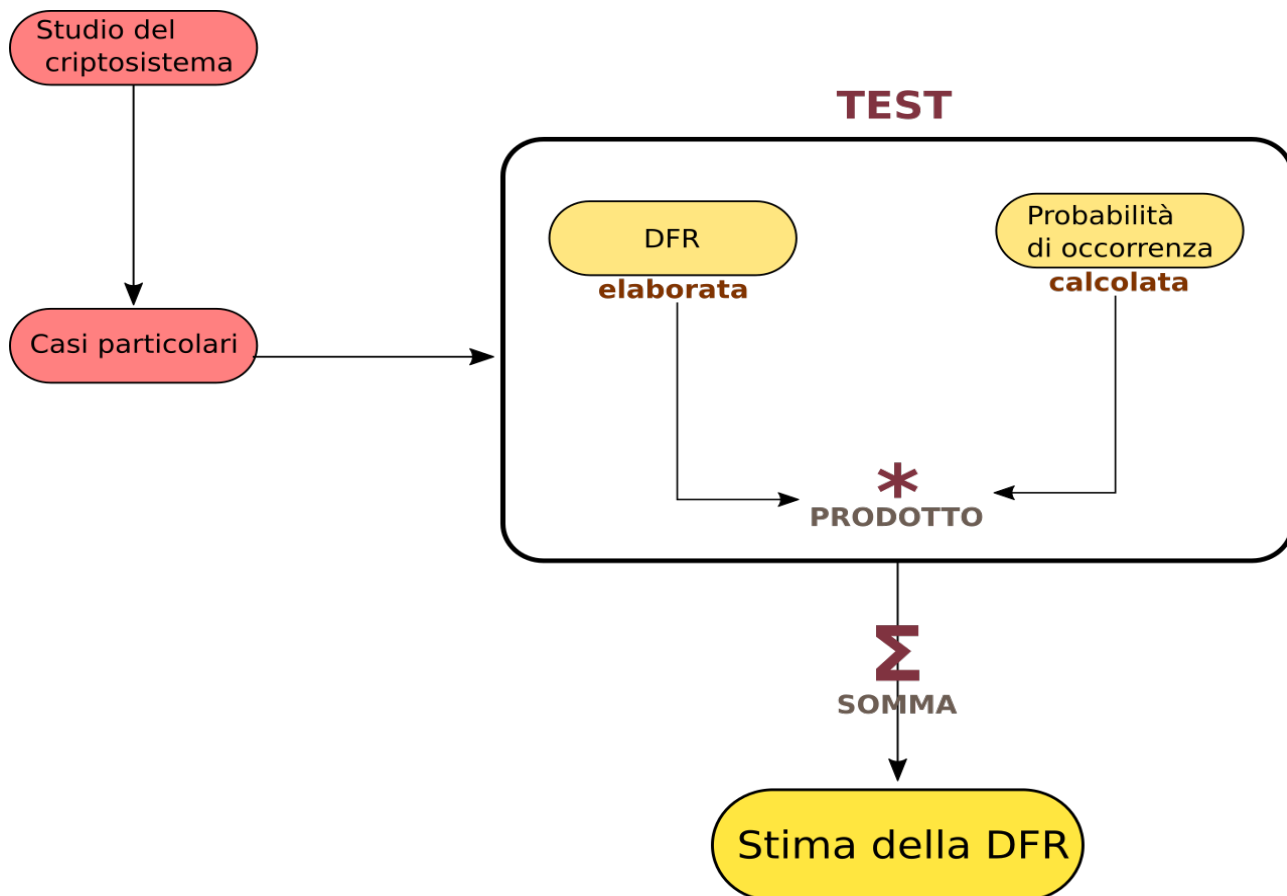 Studio del
criptosistema
Casi particolari
TEST
DFR
elaborata
Probabilità
di occorrenza
calcolata
*
PRODOTTO
Σ
SOMMA
Stima della DFR